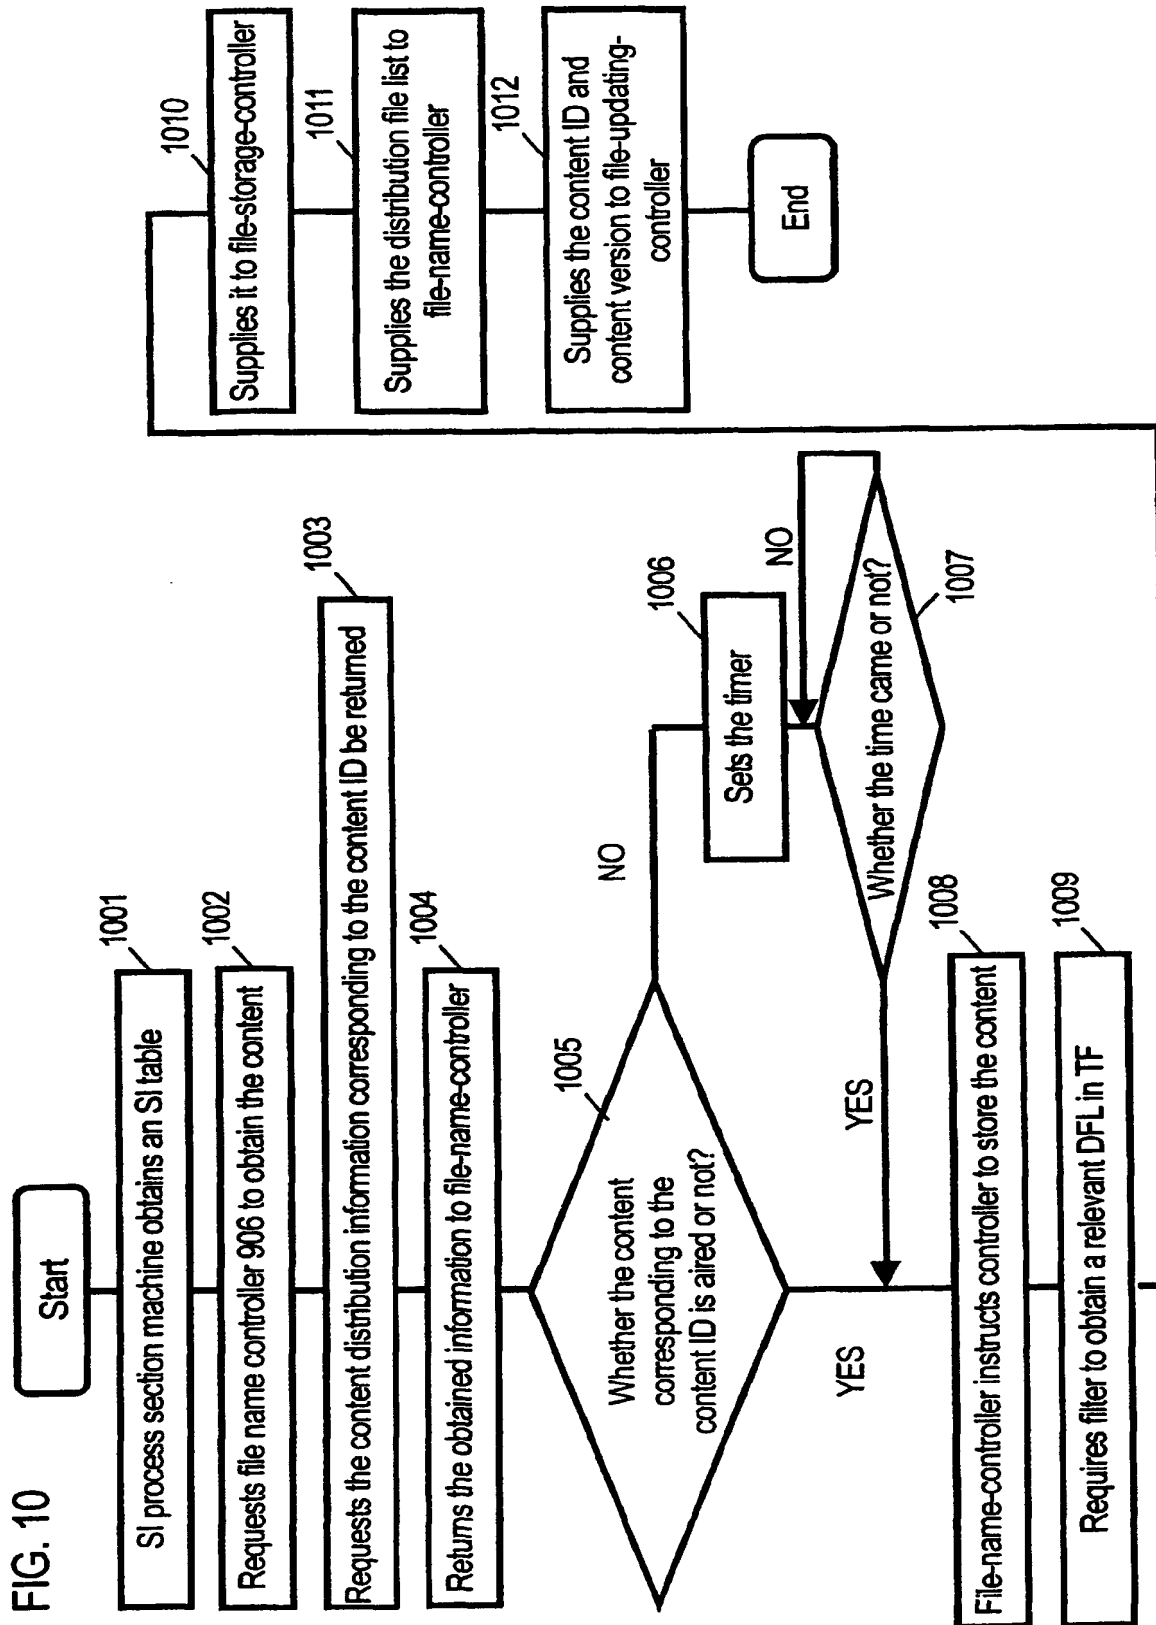 FIG. 10
Start
1001
SI process section machine obtains an SI table
1002
Requests file name controller 906 to obtain the content
1003
Requests the content distribution information corresponding to the content ID be returned
1004
Returns the obtained information to file-name-controller
1005
Whether the content
corresponding to the
content ID is aired or not?
NO
YES
1006
Sets the timer
NO
Whether the time came or not?
1007
YES
1008
File-name-controller instructs controller to store the content
1009
Requires filter to obtain a relevant DFL in TF
1010
Supplies it to file-storage-controller
1011
Supplies the distribution file list to
file-name-controller
1012
Supplies the content ID and
content version to file-updating-
controller
End